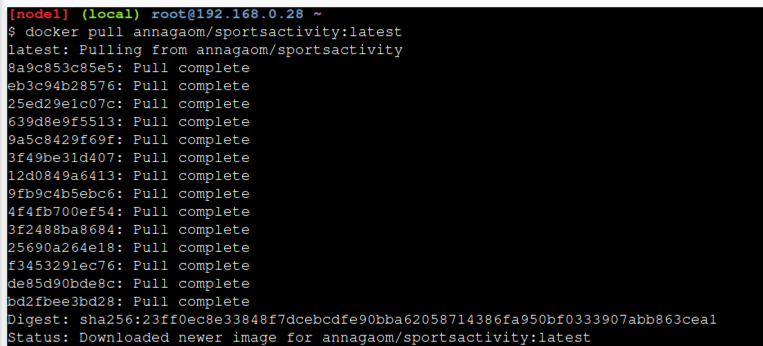 [node1] (local) root@192.168.0.28 ~
$ docker pull annagaom/sportsactivity:latest
latest: Pulling from annagaom/sportsactivity
8a9c853c85e5: Pull complete
eb3c94b28576: Pull complete
25ed29e1c07c: Pull complete
639d8e9f5513: Pull complete
9a5c8429f69f: Pull complete
3f49be31d407: Pull complete
12d0849a6413: Pull complete
9fb9c4b5ebc6: Pull complete
4f4fb700ef54: Pull complete
3f2488ba8684: Pull complete
25690a264e18: Pull complete
f3453291ec76: Pull complete
de85d90bde8c: Pull complete
bd2fbee3bd28: Pull complete
Digest: sha256:23ff0ec8e33848f7dcebcdfe90bba62058714386fa950bf0333907abb863cea1
Status: Downloaded newer image for annagaom/sportsactivity:latest